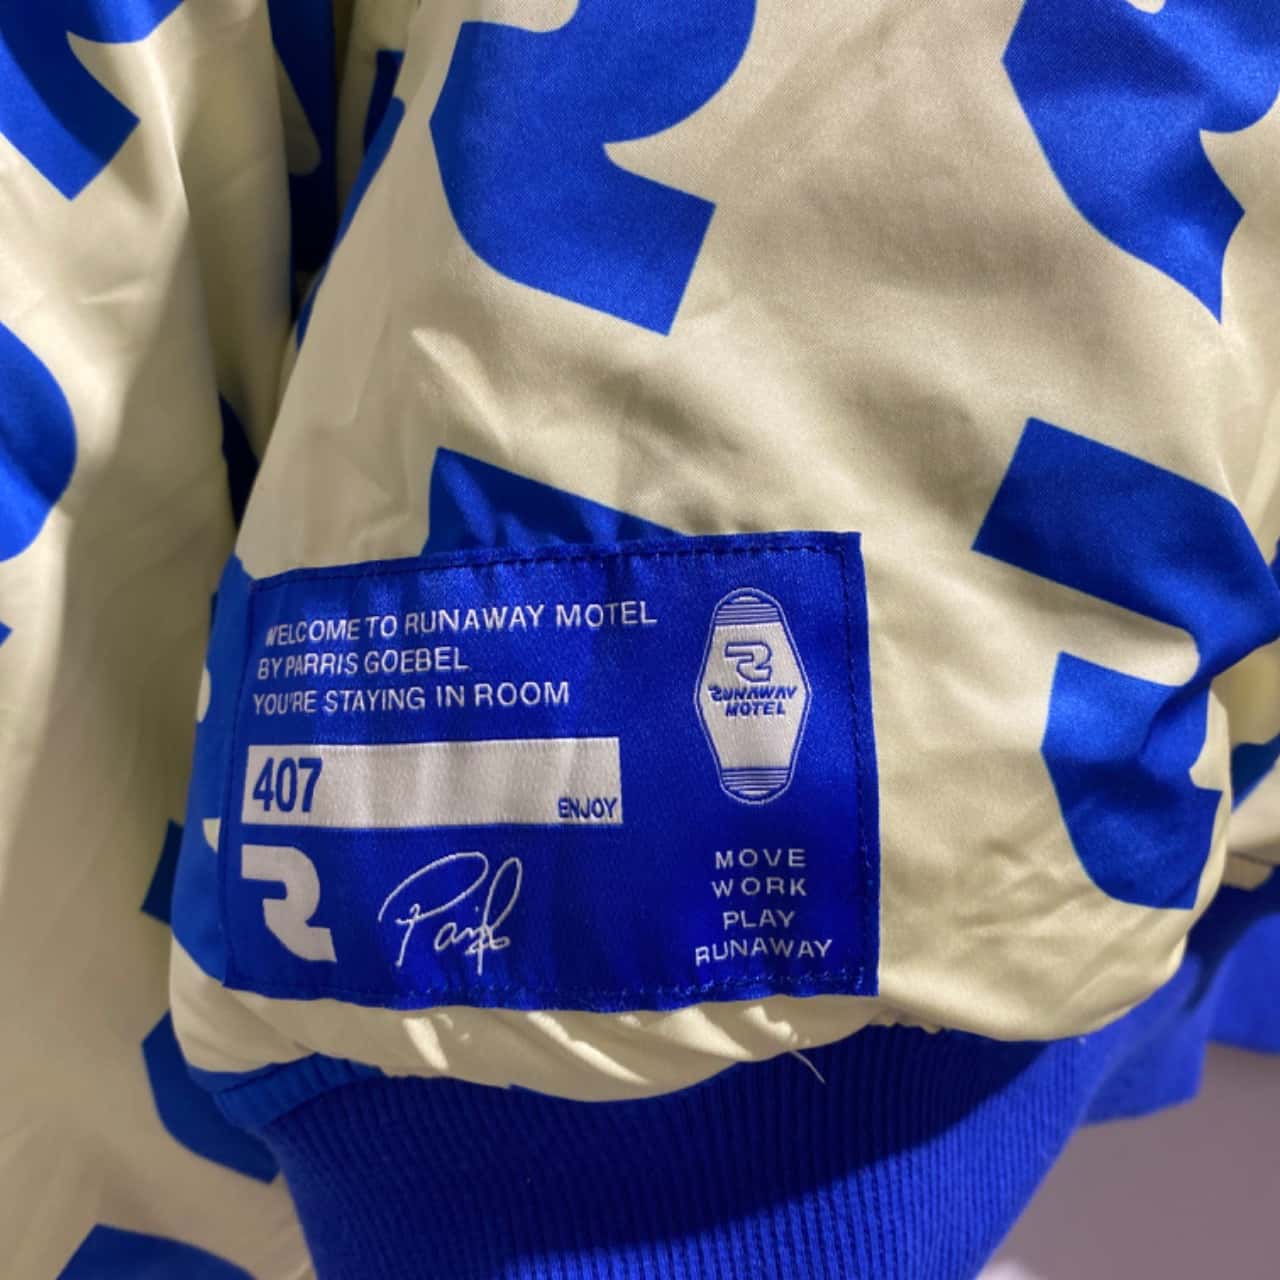 WELCOME TO RUNAWAY MOTEL
BY PARRIS GOEBEL
YOU'RE STAYING IN ROOM
407
ENJOY
RUNAWAY
MOTEL
MOVE
WORK
PLAY
RUNAWAY